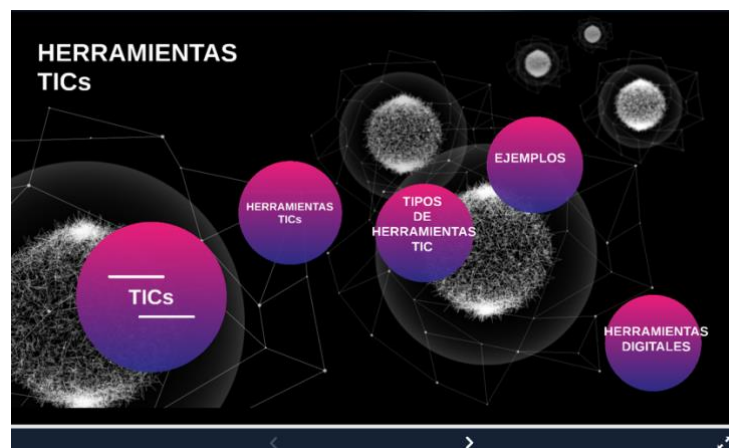 HERRAMIENTAS
TICs
TICs
HERRAMIENTAS
TICs
TIPOS
DE
HERRAMIENTAS
TIC
EJEMPLOS
HERRAMIENTAS
DIGITALES